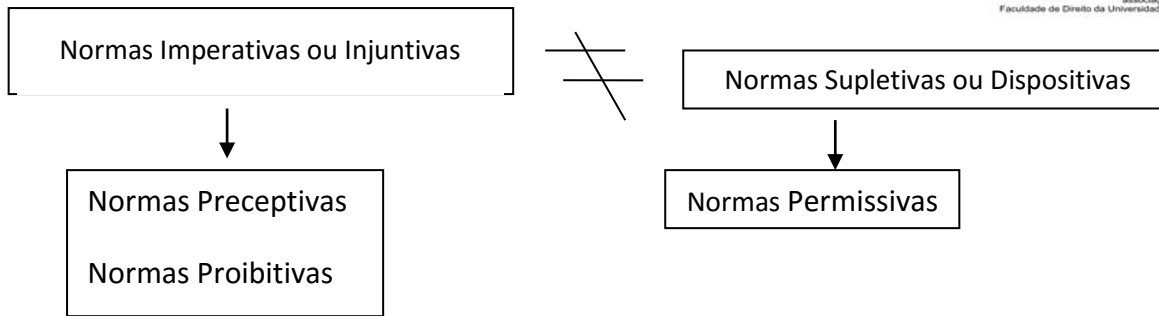 associaç
Faculdade de Direito da Universidad
Normas Imperativas ou Injuntivas
Normas Supletivas ou Dispositivas
Normas Preceptivas
Normas Proibitivas
Normas Permissivas